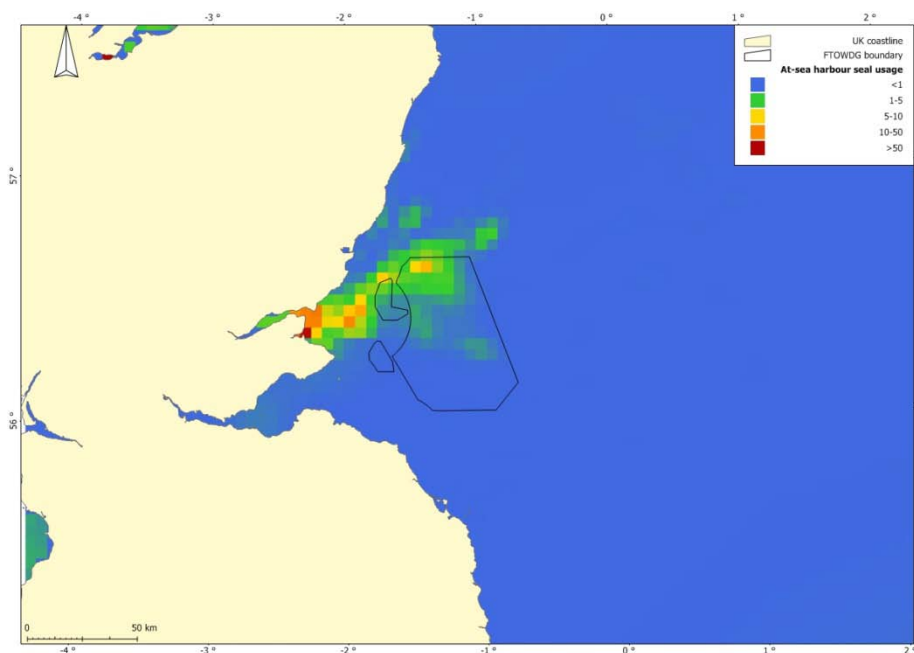 -4 ° -3 ° -2 ° -1 ° 0 ° 1 ° 2 °
UK coastline
FTOWDG boundary
At-sea harbour seal usage
<1
1-5
5-10
10-50
>50
57 °
56 °
0 50 km
-4 ° -3 ° -2 ° -1 ° 0 ° 1 ° 2 °